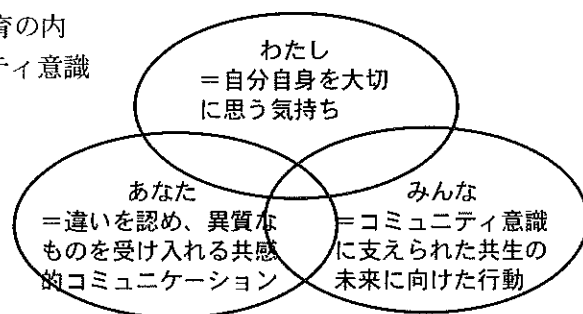 育の内
ティ意識
わたし
＝自分自身を大切
に思う気持ち
あなた
＝違いを認め、異質な
ものを受け入れる共感
的コミュニケーション
みんな
＝コミュニティ意識
に支えられた共生の
未来に向けた行動